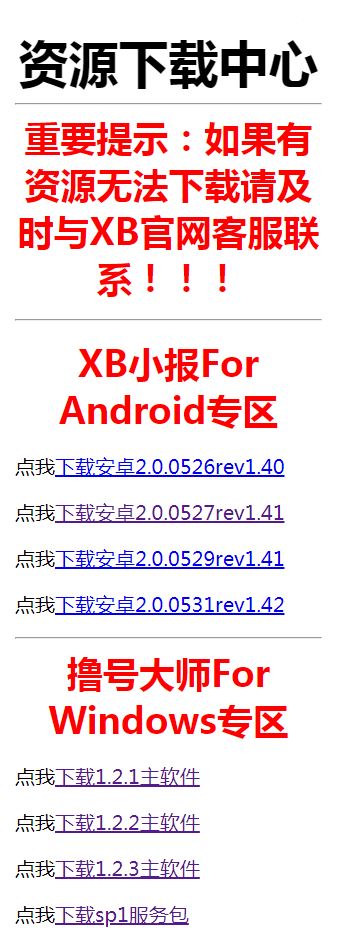 资源下载中心
重要提示：如果有
资源无法下载请及
时与XB官网客服联
系！！！
XB小报For
Android专区
点我下载安卓2.0.0526rev1.40
点我下载安卓2.0.0527rev1.41
点我下载安卓2.0.0529rev1.41
点我下载安卓2.0.0531rev1.42
撸号大师For
Windows专区
点我下载1.2.1主软件
点我下载1.2.2主软件
点我下载1.2.3主软件
点我下载sp1服务包